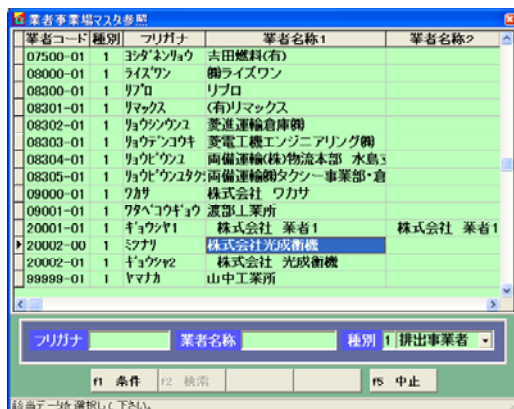 業者事業場マスタ参照
業者コード 種別 フリガナ 業者名称1 業者名称2
07500-01 1 ヨシダネンリョウ 吉田燃料(有)
08000-01 1 ライズワン ㈱ライズワン
08300-01 1 リプロ リプロ
08301-01 1 リマックス (有)リマックス
08302-01 1 リョウシンウンユ 菱進運輸倉庫㈱
08303-01 1 リョウデンコウキ 菱電工機エンジニアリング㈱
08304-01 1 リョウビウンユ 両備運輸(株)物流本部 水島
08305-01 1 リョウビウンユタク 両備運輸㈱タクシー事業部・倉
09000-01 1 ワカサ 株式会社 ワカサ
09001-01 1 ワタベコウギョウ 渡部工業所
20001-01 1 ギョウシャ1 株式会社 業者1 株式会社 業者1
20002-00 1 ミツナリ 株式会社光成衡機
20002-01 1 ギョウシャ2 株式会社 光成衡機
99999-01 1 ヤマナカ 山中工業所
フリガナ 業者名称 種別 1 排出事業者
f1 条件 f2 検索 f5 中止
該当データを選択して下さい。